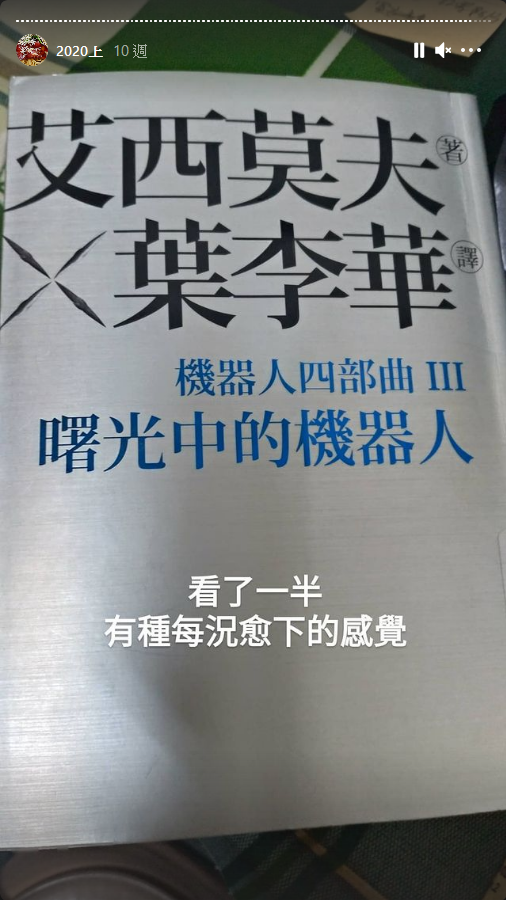 2020上 10 週
艾西莫夫 著
×葉李華 譯
機器人四部曲 III
曙光中的機器人
看了一半
有種每況愈下的感覺